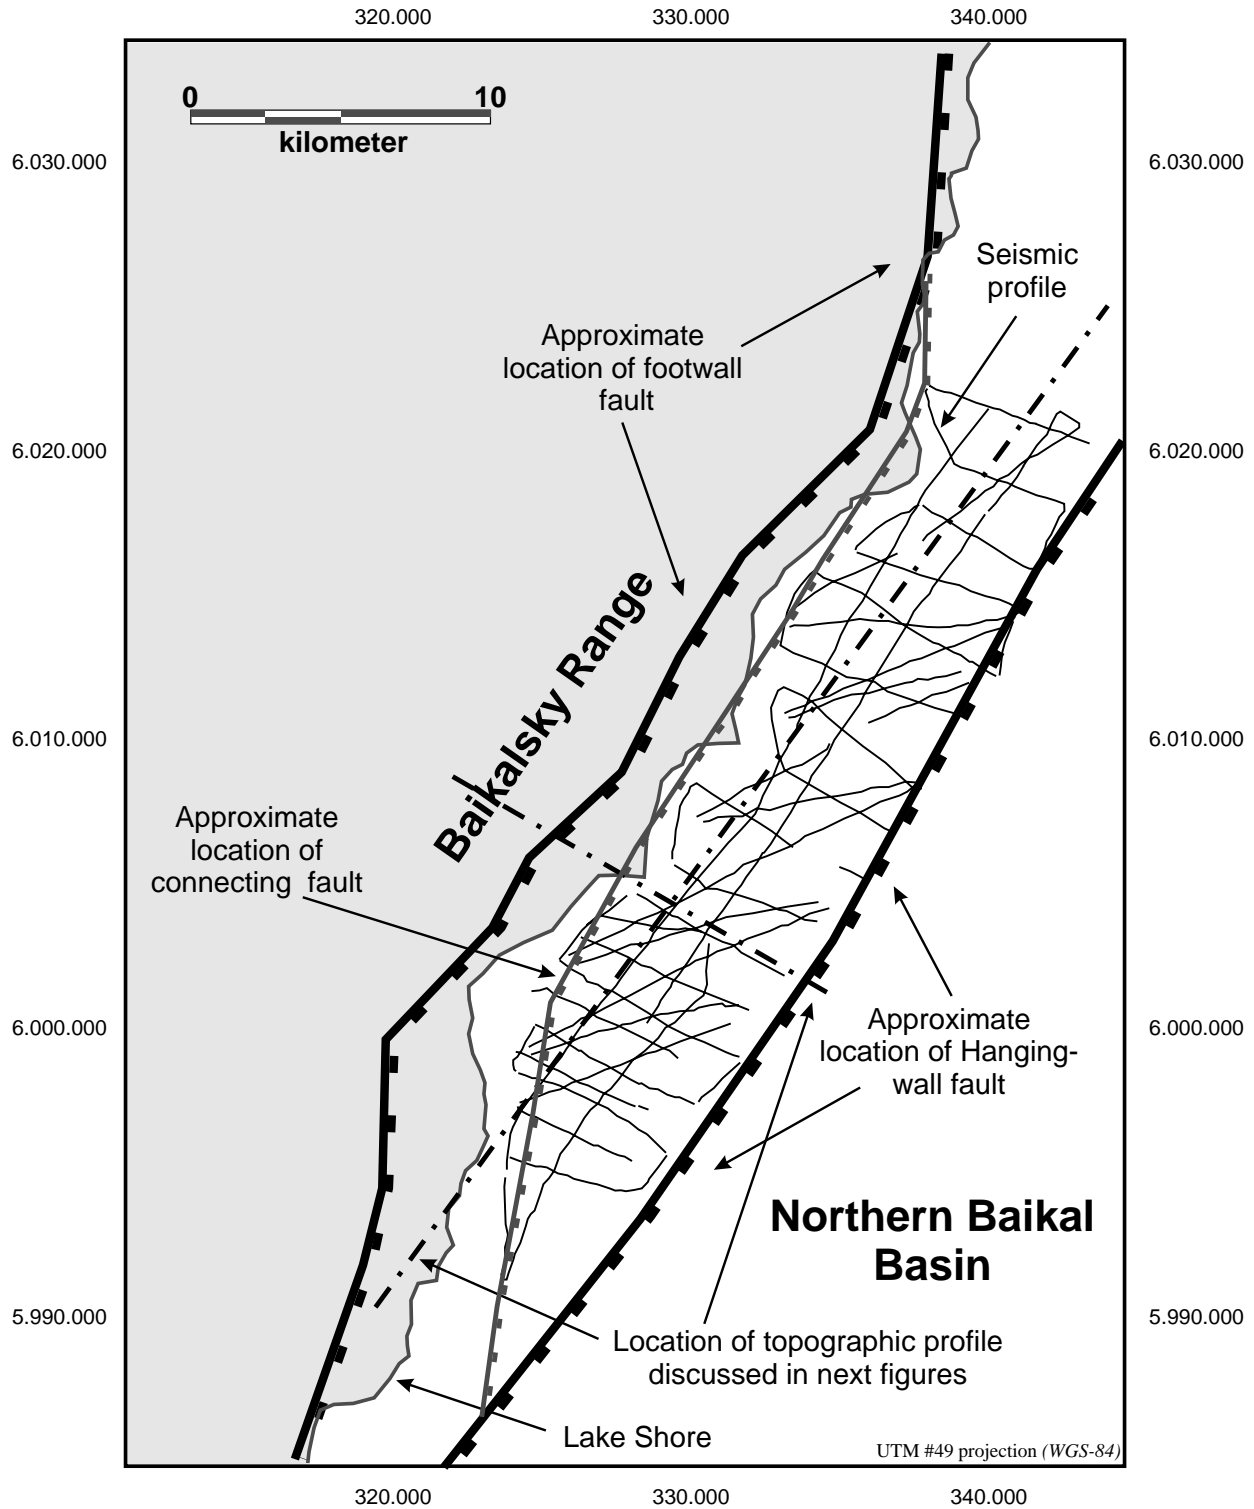 320.000 330.000 340.000
0 10
kilometer
6.030.000 6.030.000
Seismic
profile
Approximate
location of footwall
fault
6.020.000 6.020.000
Baikalsky Range
6.010.000 6.010.000
Approximate
location of
connecting fault
6.000.000 6.000.000
Approximate
location of Hanging-
wall fault
Northern Baikal
Basin
5.990.000 5.990.000
Location of topographic profile
discussed in next figures
Lake Shore
UTM #49 projection (WGS-84)
320.000 330.000 340.000